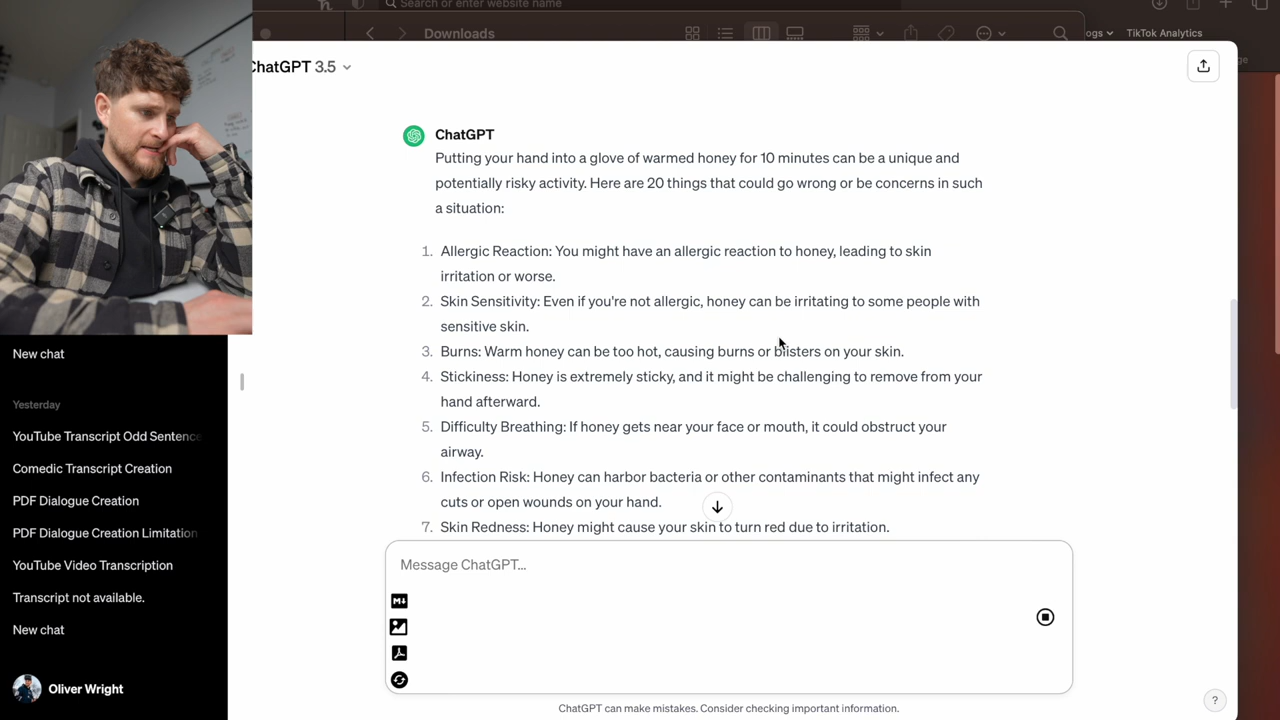 Search or enter website name
Downloads
ogs
TikTok Analytics
ChatGPT 3.5
ChatGPT
Putting your hand into a glove of warmed honey for 10 minutes can be a unique and
potentially risky activity. Here are 20 things that could go wrong or be concerns in such
a situation:
1. Allergic Reaction: You might have an allergic reaction to honey, leading to skin
irritation or worse.
2. Skin Sensitivity: Even if you're not allergic, honey can be irritating to some people with
sensitive skin.
3. Burns: Warm honey can be too hot, causing burns or blisters on your skin.
4. Stickiness: Honey is extremely sticky, and it might be challenging to remove from your
hand afterward.
5. Difficulty Breathing: If honey gets near your face or mouth, it could obstruct your
airway.
6. Infection Risk: Honey can harbor bacteria or other contaminants that might infect any
cuts or open wounds on your hand.
7. Skin Redness: Honey might cause your skin to turn red due to irritation.
New chat
Yesterday
YouTube Transcript Odd Sentence
Comedic Transcript Creation
PDF Dialogue Creation
PDF Dialogue Creation Limitation
YouTube Video Transcription
Transcript not available.
New chat
Oliver Wright
Message ChatGPT...
M
ChatGPT can make mistakes. Consider checking important information.
?